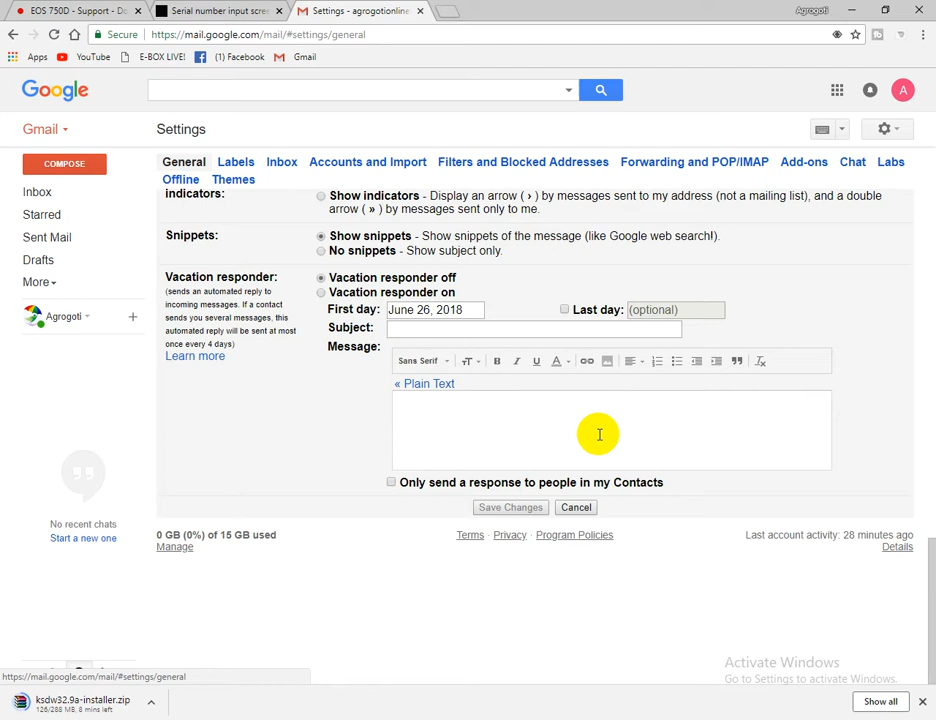 EOS 750D - Support - Do
Serial number input scree
Settings - agrogotionline
Agrogoti
Secure
https://mail.google.com/mail/#settings/general
Apps
YouTube
E-BOX LIVE!
(1) Facebook
Gmail
Google
A
Gmail
Settings
COMPOSE
General
Labels
Inbox
Accounts and Import
Filters and Blocked Addresses
Forwarding and POP/IMAP
Add-ons
Chat
Labs
Offline
Themes
Inbox
Starred
Sent Mail
Drafts
More
Agrogoti
indicators:
Show indicators - Display an arrow ( › ) by messages sent to my address (not a mailing list), and a double
arrow ( » ) by messages sent only to me.
Snippets:
Show snippets - Show snippets of the message (like Google web search!).
No snippets - Show subject only.
Vacation responder:
(sends an automated reply to
incoming messages. If a contact
sends you several messages, this
automated reply will be sent at most
once every 4 days)
Learn more
Vacation responder off
Vacation responder on
First day:
June 26, 2018
Last day:
(optional)
Subject:
Message:
Sans Serif
B
I
U
A
« Plain Text
Only send a response to people in my Contacts
Save Changes
Cancel
No recent chats
Start a new one
0 GB (0%) of 15 GB used
Manage
Terms · Privacy · Program Policies
Last account activity: 28 minutes ago
Details
Activate Windows
Go to Settings to activate Windows.
https://mail.google.com/mail/#settings/general
ksdw32.9a-installer.zip
126/288 MB, 8 mins left
Show all